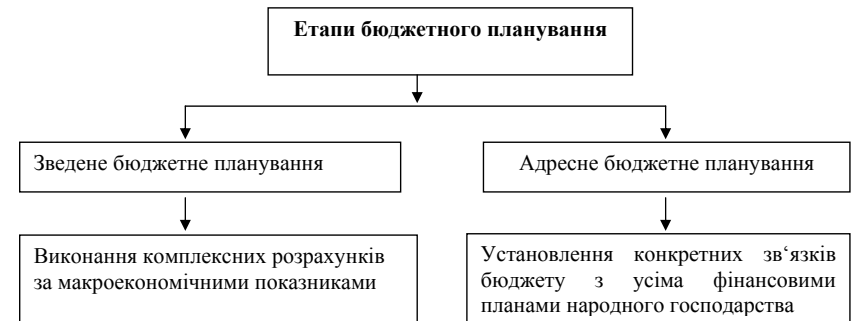 Етапи бюджетного планування
Зведене бюджетне планування
Адресне бюджетне планування
Виконання комплексних розрахунків
за макроекономічними показниками
Установлення конкретних зв‘язків
бюджету з усіма фінансовими
планами народного господарства